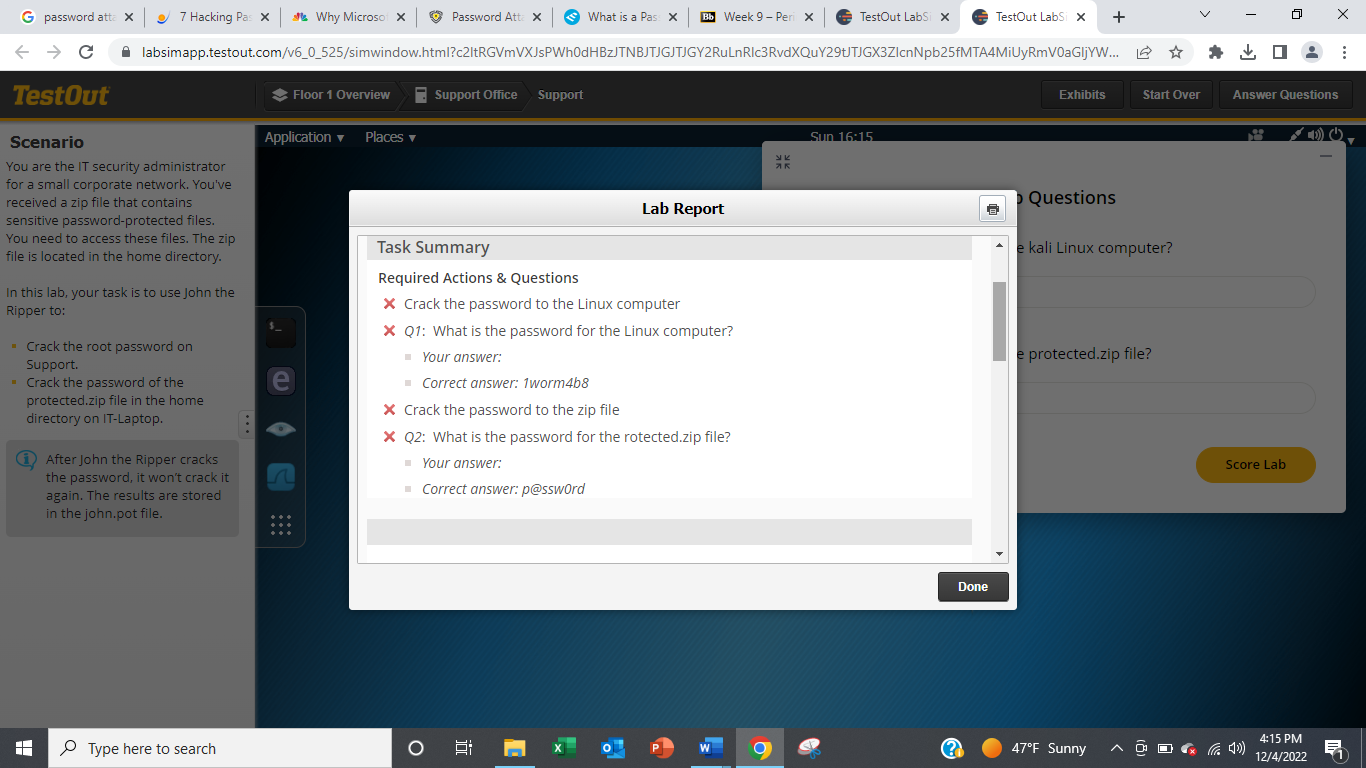 password atta
7 Hacking Pas
Why Microsof
Password Atta
What is a Pass
Bb Week 9 – Peri
TestOut LabSi
TestOut LabSi
labsimapp.testout.com/v6_0_525/simwindow.html?
TestOut
Floor 1 Overview
Support Office
Support
Exhibits
Start Over
Answer Questions
Scenario
You are the IT security administrator
for a small corporate network. You've
received a zip file that contains
sensitive password-protected files.
You need to access these files. The zip
file is located in the home directory.
In this lab, your task is to use John the
Ripper to:
Crack the root password on
Support.
Crack the password of the
protected.zip file in the home
directory on IT-Laptop.
After John the Ripper cracks
the password, it won't crack it
again. The results are stored
in the john.pot file.
Application
Places
Sun 16:15
Questions
e kali Linux computer?
e protected.zip file?
Score Lab
Lab Report
Task Summary
Required Actions & Questions
Crack the password to the Linux computer
Q1: What is the password for the Linux computer?
Your answer:
Correct answer: 1worm4b8
Crack the password to the zip file
Q2: What is the password for the rotected.zip file?
Your answer:
Correct answer: p@ssw0rd
Done
Type here to search
47°F Sunny
4:15 PM
12/4/2022
1